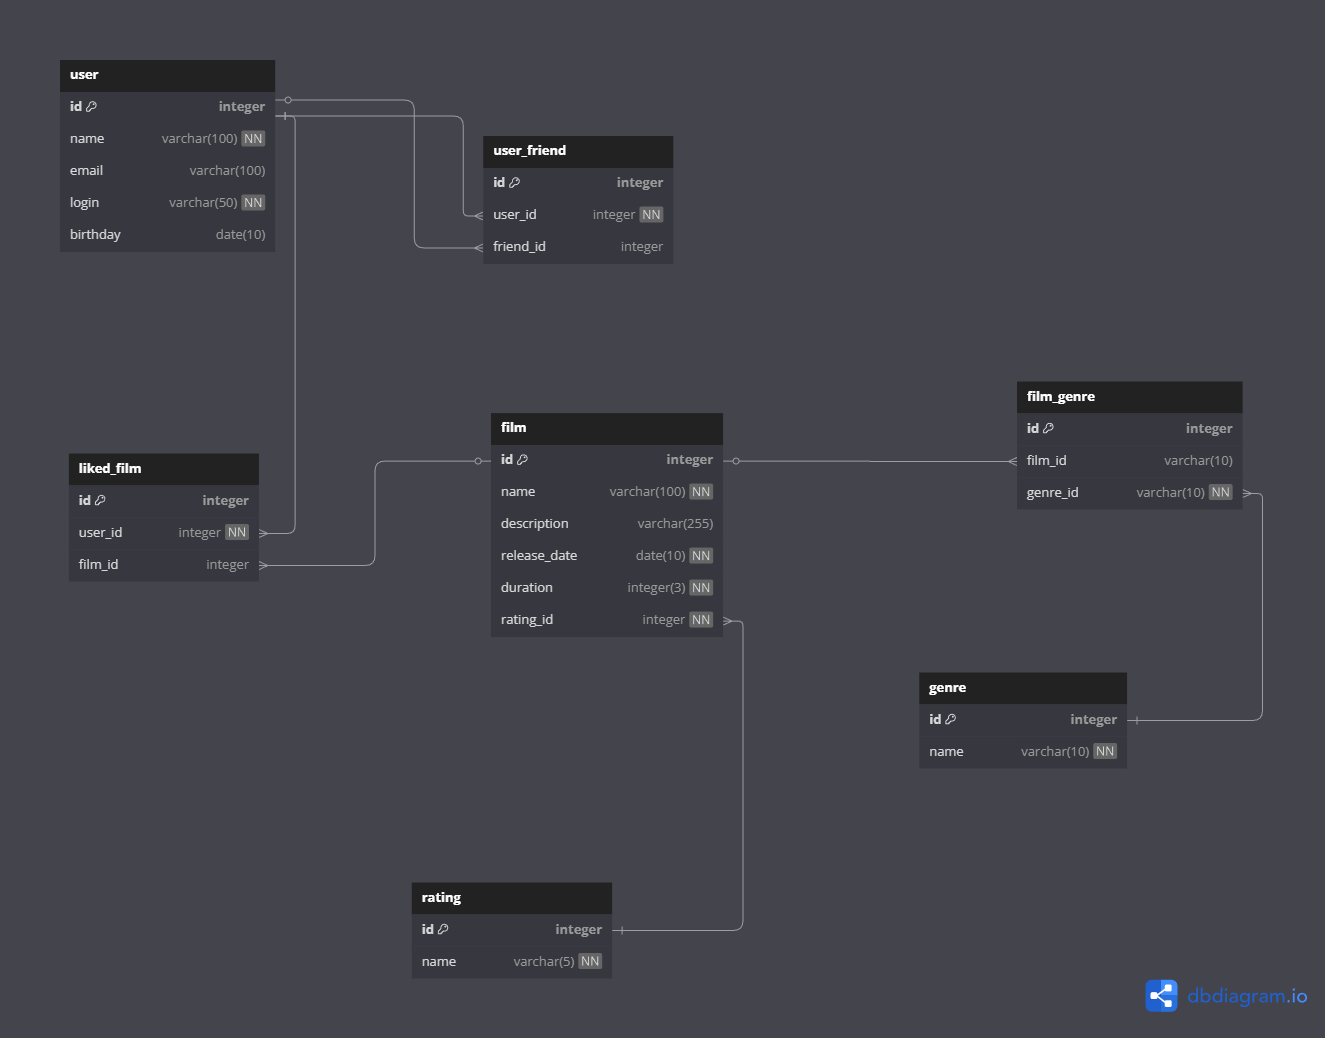 user
id integer
name varchar(100) NN
email varchar(100)
login varchar(50) NN
birthday date(10)
user_friend
id integer
user_id integer NN
friend_id integer
film_genre
id integer
film_id varchar(10)
genre_id varchar(10) NN
film
id integer
name varchar(100) NN
description varchar(255)
release_date date(10) NN
duration integer(3) NN
rating_id integer NN
liked_film
id integer
user_id integer NN
film_id integer
genre
id integer
name varchar(10) NN
rating
id integer
name varchar(5) NN
dbdiagram.io